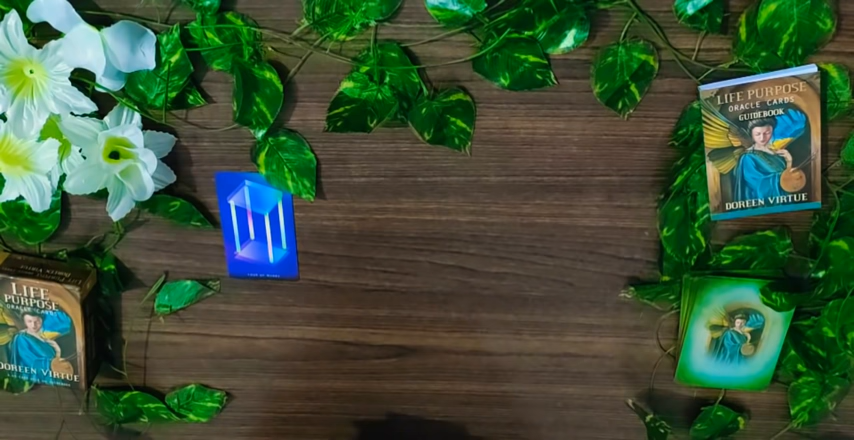 LIFE PURPOSE
ORACLE CARDS
GUIDEBOOK
DOREEN VIRTUE
LIFE
PURPOSE
ORACLE CARDS
DOREEN VIRTUE